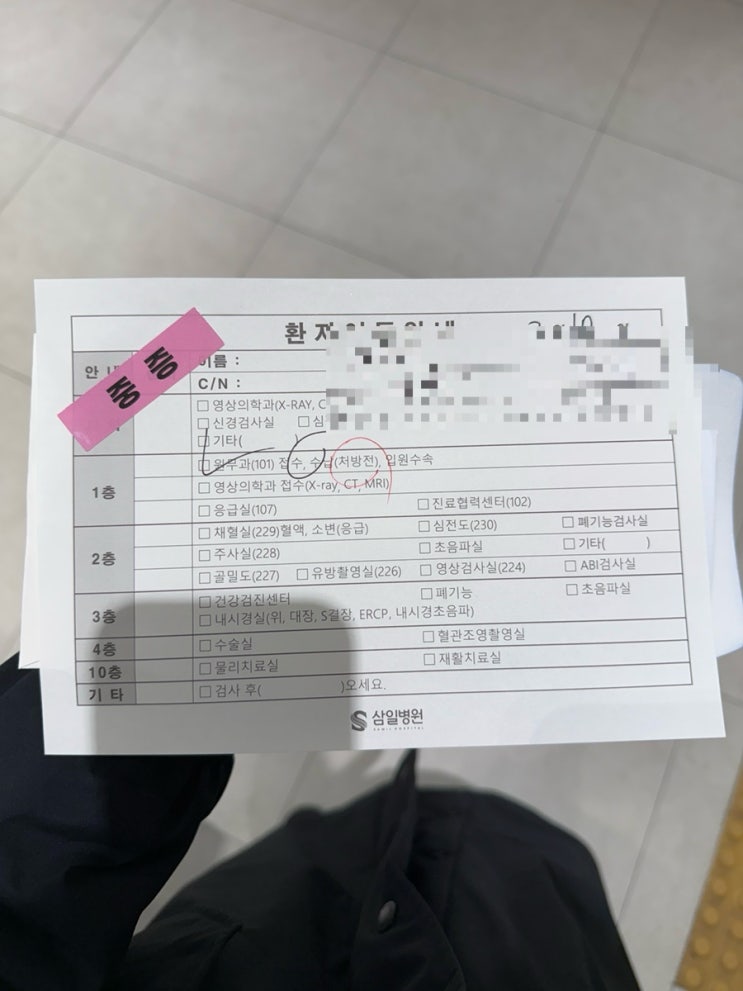 환자이동안내
중증
이름 :
C/N :
□ 영상의학과(X-RAY, C
□ 신경검사실 □ 심
□ 기타(
1층
□ 원무과(101) 접수, 수납(처방전), 입원수속
□ 영상의학과 접수(X-ray, CT, MRI)
□ 응급실(107) □ 진료협력센터(102)
2층
□ 채혈실(229)혈액, 소변(응급) □ 심전도(230) □ 폐기능검사실
□ 주사실(228) □ 초음파실 □ 기타( )
□ 골밀도(227) □ 유방촬영실(226) □ 영상검사실(224) □ ABI검사실
3층
□ 건강검진센터 □ 폐기능 □ 초음파실
□ 내시경실(위, 대장, S결장, ERCP, 내시경초음파)
4층 □ 수술실 □ 혈관조영촬영실
10층 □ 물리치료실 □ 재활치료실
기 타 □ 검사 후( )오세요.
삼일병원
SAMIL HOSPITAL